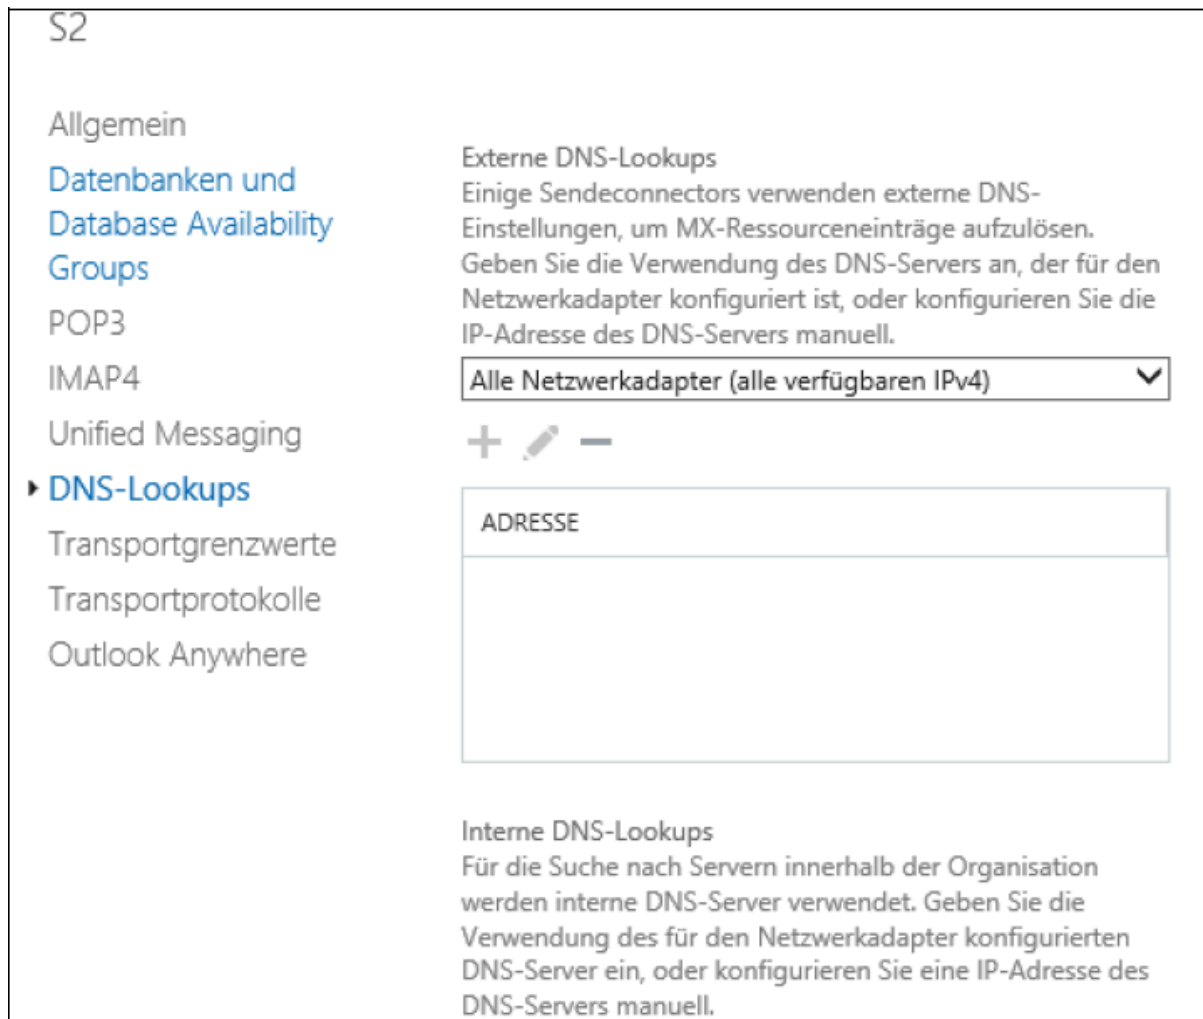 S2
Allgemein
Datenbanken und
Database Availability
Groups
POP3
IMAP4
Unified Messaging
DNS-Lookups
Transportgrenzwerte
Transportprotokolle
Outlook Anywhere
Externe DNS-Lookups
Einige Sendeconnectors verwenden externe DNS-
Einstellungen, um MX-Ressourceneinträge aufzulösen.
Geben Sie die Verwendung des DNS-Servers an, der für den
Netzwerkadapter konfiguriert ist, oder konfigurieren Sie die
IP-Adresse des DNS-Servers manuell.
Alle Netzwerkadapter (alle verfügbaren IPv4)
ADRESSE
Interne DNS-Lookups
Für die Suche nach Servern innerhalb der Organisation
werden interne DNS-Server verwendet. Geben Sie die
Verwendung des für den Netzwerkadapter konfigurierten
DNS-Server ein, oder konfigurieren Sie eine IP-Adresse des
DNS-Servers manuell.